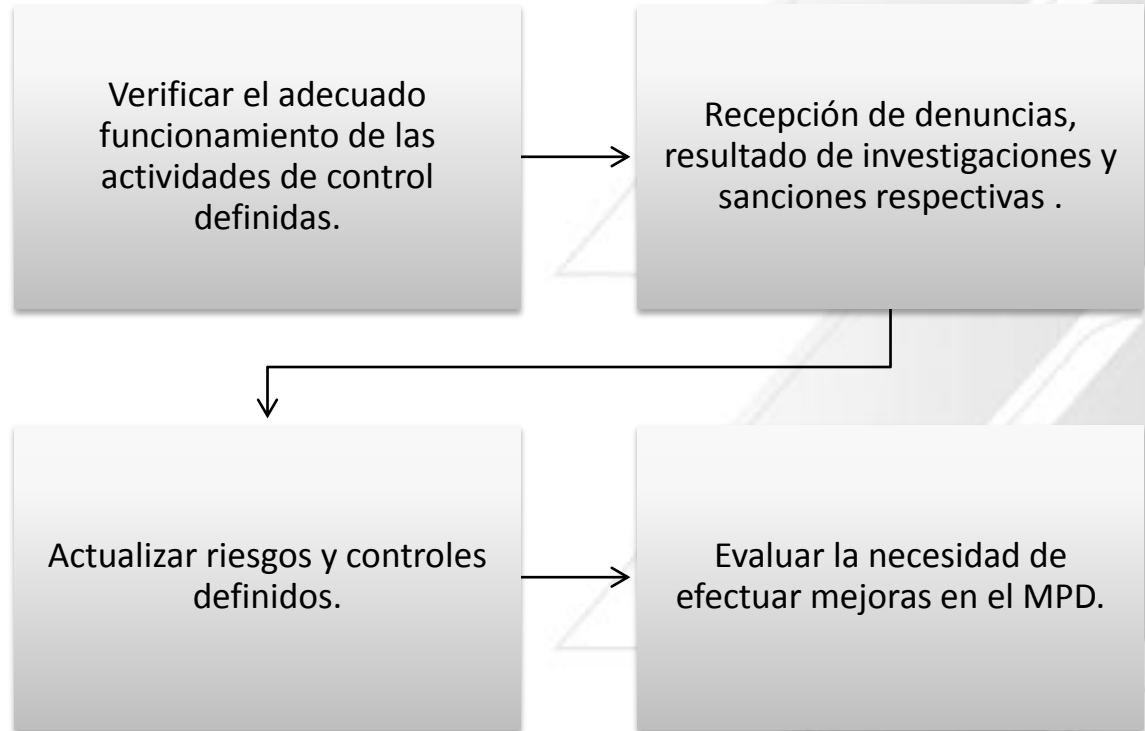 Verificar el adecuado
funcionamiento de las
actividades de control
definidas.
Recepción de denuncias,
resultado de investigaciones y
sanciones respectivas .
Actualizar riesgos y controles
definidos.
Evaluar la necesidad de
efectuar mejoras en el MPD.